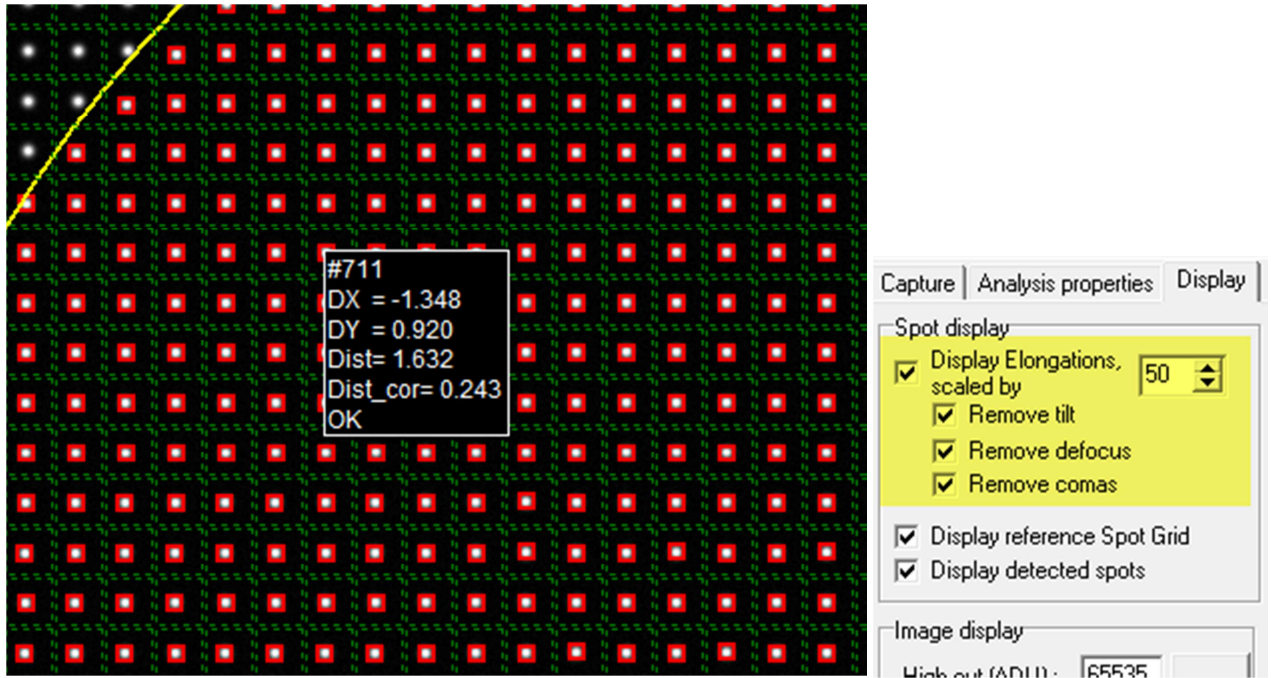 #711
DX = -1.348
DY = 0.920
Dist= 1.632
Dist_cor= 0.243
OK
Capture
Analysis properties
Display
Spot display
Display Elongations,
scaled by
50
Remove tilt
Remove defocus
Remove comas
Display reference Spot Grid
Display detected spots
Image display
High cut (ADU) :
65535